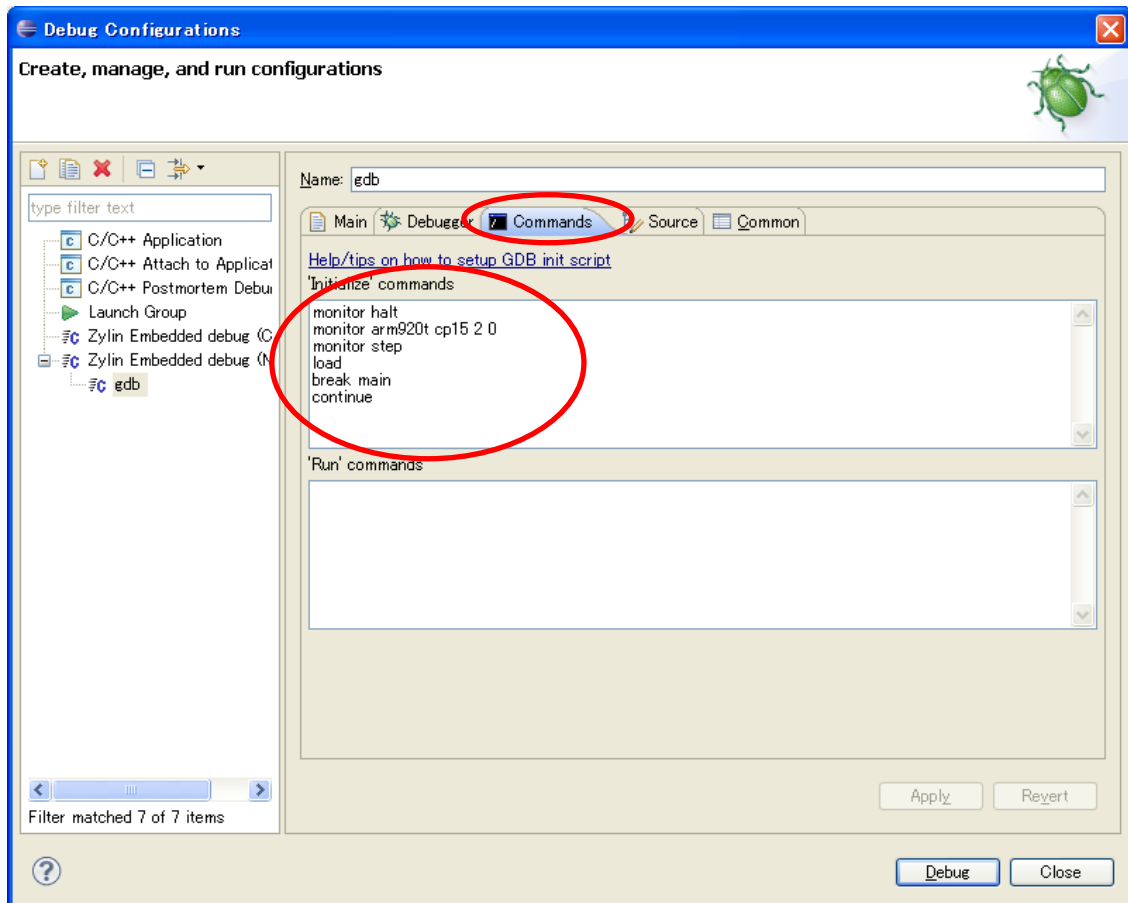 Debug Configurations
Create, manage, and run configurations
Name: gdb
type filter text
Main Debugger Commands Source Common
C/C++ Application
C/C++ Attach to Applicat
C/C++ Postmortem Debu
Launch Group
Zylin Embedded debug (C
Zylin Embedded debug (N
gdb
Help/tips on how to setup GDB init script
'Initialize' commands
monitor halt
monitor arm920t cp15 2 0
monitor step
load
break main
continue
'Run' commands
Apply Revert
Filter matched 7 of 7 items
Debug Close